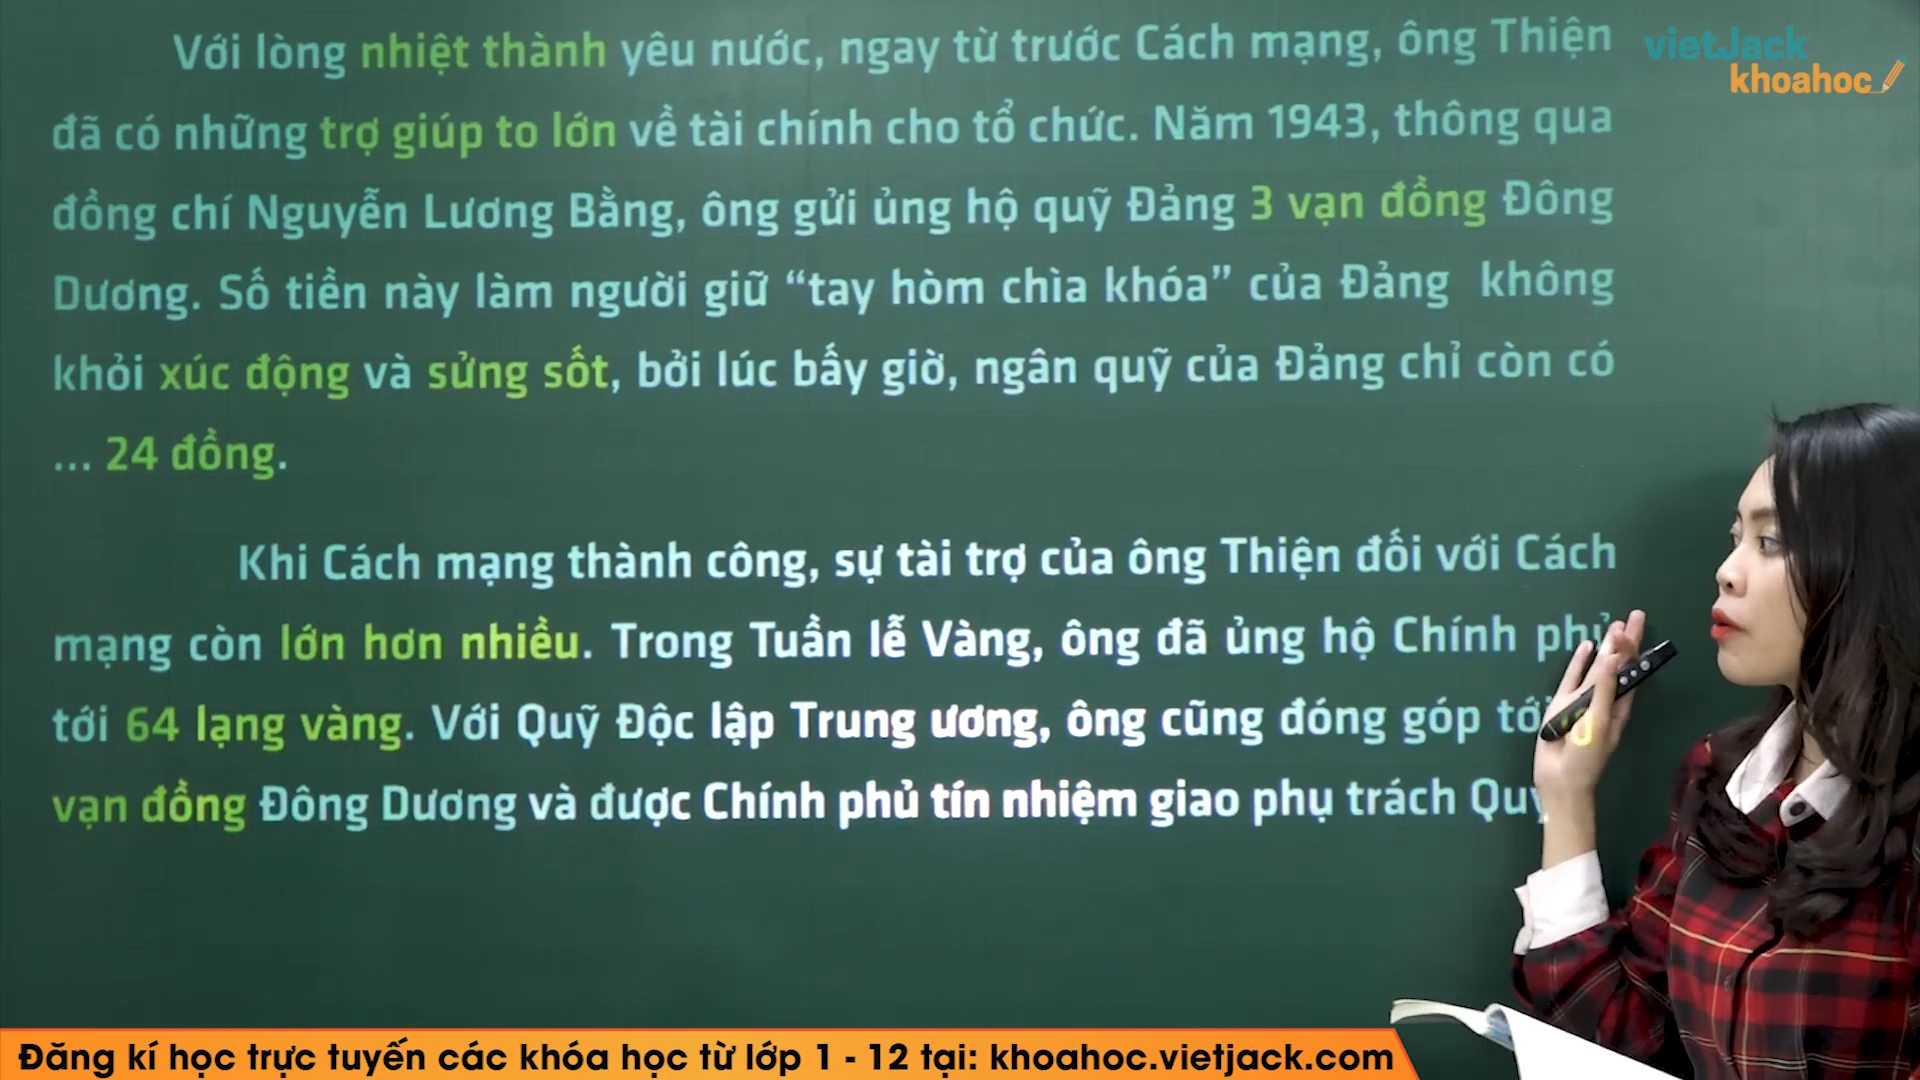 Với lòng nhiệt thành yêu nước, ngay từ trước Cách mạng, ông Thiện
đã có những trợ giúp to lớn về tài chính cho tổ chức. Năm 1943, thông qua
đồng chí Nguyễn Lương Bằng, ông gửi ủng hộ quỹ Đảng 3 vạn đồng Đông
Dương. Số tiền này làm người giữ “tay hòm chìa khóa” của Đảng không
khỏi xúc động và sửng sốt, bởi lúc bấy giờ, ngân quỹ của Đảng chỉ còn có
... 24 đồng.
Khi Cách mạng thành công, sự tài trợ của ông Thiện đối với Cách
mạng còn lớn hơn nhiều. Trong Tuần lễ Vàng, ông đã ủng hộ Chính phủ
tới 64 lạng vàng. Với Quỹ Độc lập Trung ương, ông cũng đóng góp tới
vạn đồng Đông Dương và được Chính phủ tín nhiệm giao phụ trách Quỹ
vietJack
khoahoc
Đăng kí học trực tuyến các khóa học từ lớp 1 - 12 tại: khoahoc.vietjack.com